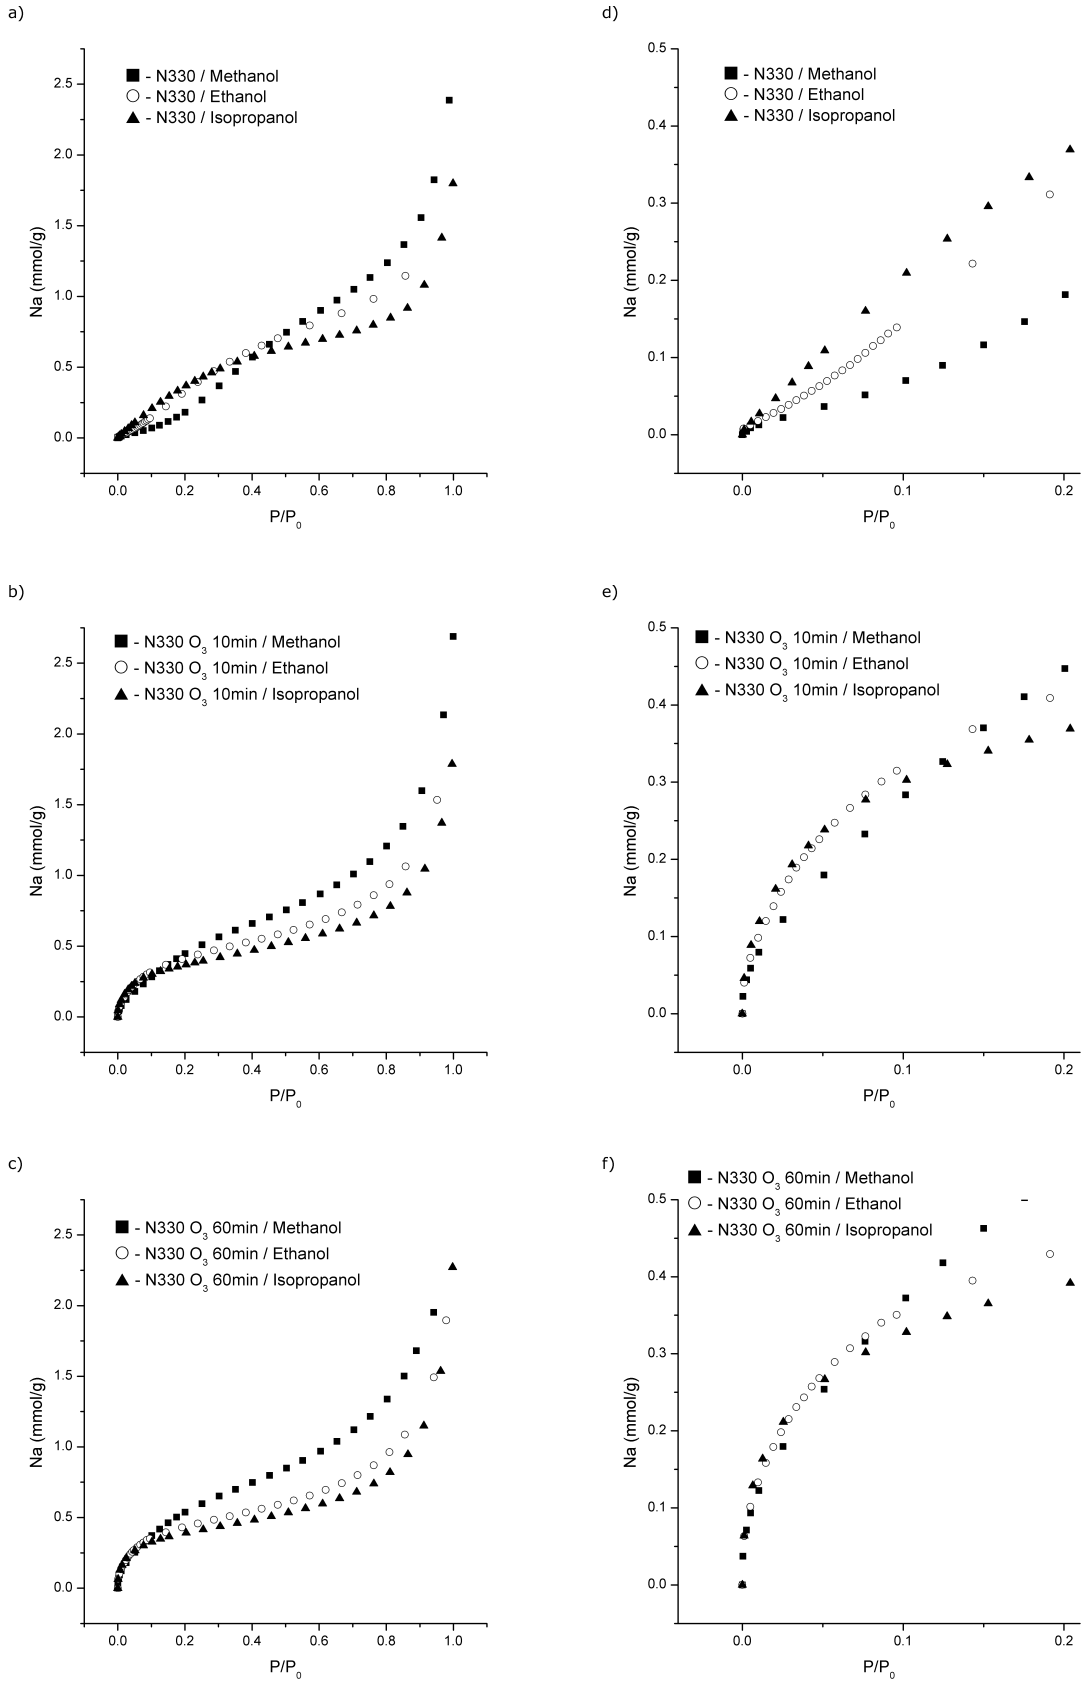 a)
- N330 / Methanol
- N330 / Ethanol
- N330 / Isopropanol
2.5
2.0
1.5
1.0
0.5
0.0
Na (mmol/g)
0.0 0.2 0.4 0.6 0.8 1.0
P/P0
d)
- N330 / Methanol
- N330 / Ethanol
- N330 / Isopropanol
0.5
0.4
0.3
0.2
0.1
0.0
Na (mmol/g)
0.0 0.1 0.2
P/P0
b)
- N330 O3 10min / Methanol
- N330 O3 10min / Ethanol
- N330 O3 10min / Isopropanol
2.5
2.0
1.5
1.0
0.5
0.0
Na (mmol/g)
0.0 0.2 0.4 0.6 0.8 1.0
P/P0
e)
- N330 O3 10min / Methanol
- N330 O3 10min / Ethanol
- N330 O3 10min / Isopropanol
0.5
0.4
0.3
0.2
0.1
0.0
Na (mmol/g)
0.0 0.1 0.2
P/P0
c)
- N330 O3 60min / Methanol
- N330 O3 60min / Ethanol
- N330 O3 60min / Isopropanol
2.5
2.0
1.5
1.0
0.5
0.0
Na (mmol/g)
0.0 0.2 0.4 0.6 0.8 1.0
P/P0
f)
- N330 O3 60min / Methanol
- N330 O3 60min / Ethanol
- N330 O3 60min / Isopropanol
0.5
0.4
0.3
0.2
0.1
0.0
Na (mmol/g)
0.0 0.1 0.2
P/P0